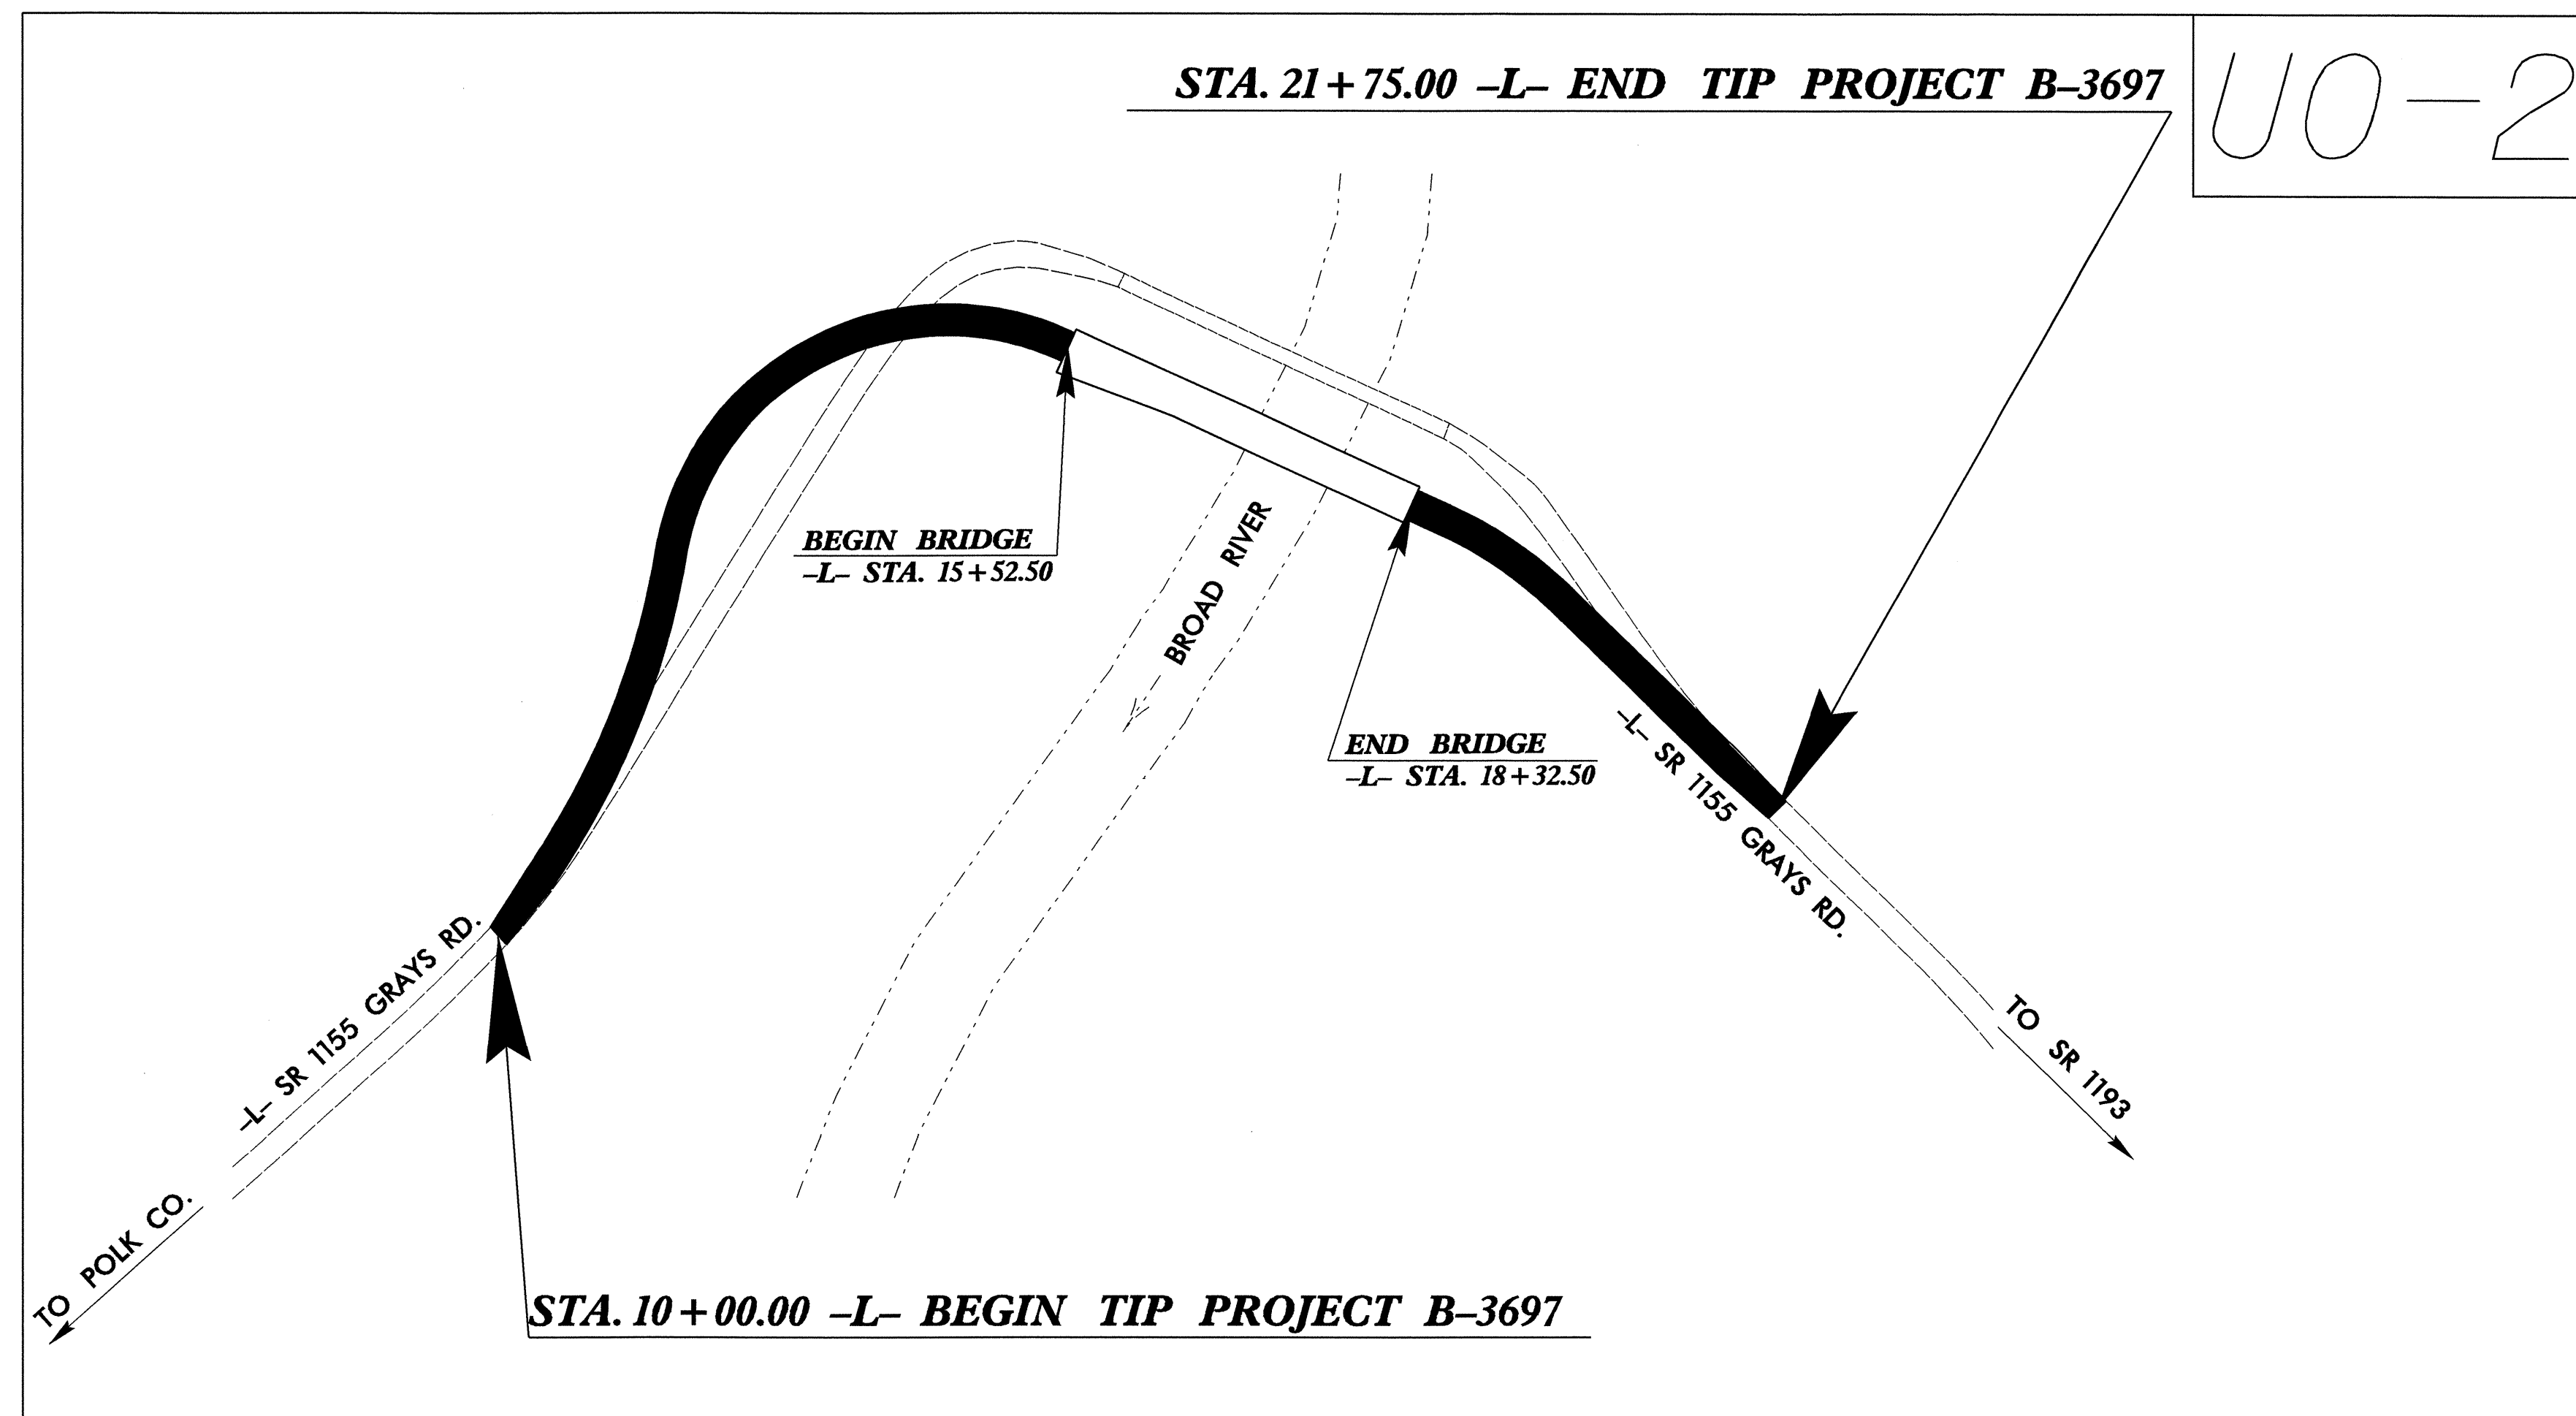 STA. 21+75.00 –L– END TIP PROJECT B–3697
UO-2
BEGIN BRIDGE
–L– STA. 15+52.50
BROAD RIVER
END BRIDGE
–L– STA. 18+32.50
–L– SR 1155 GRAYS RD.
–L– SR 1155 GRAYS RD.
TO SR 1193
TO POLK CO.
STA. 10+00.00 –L– BEGIN TIP PROJECT B–3697